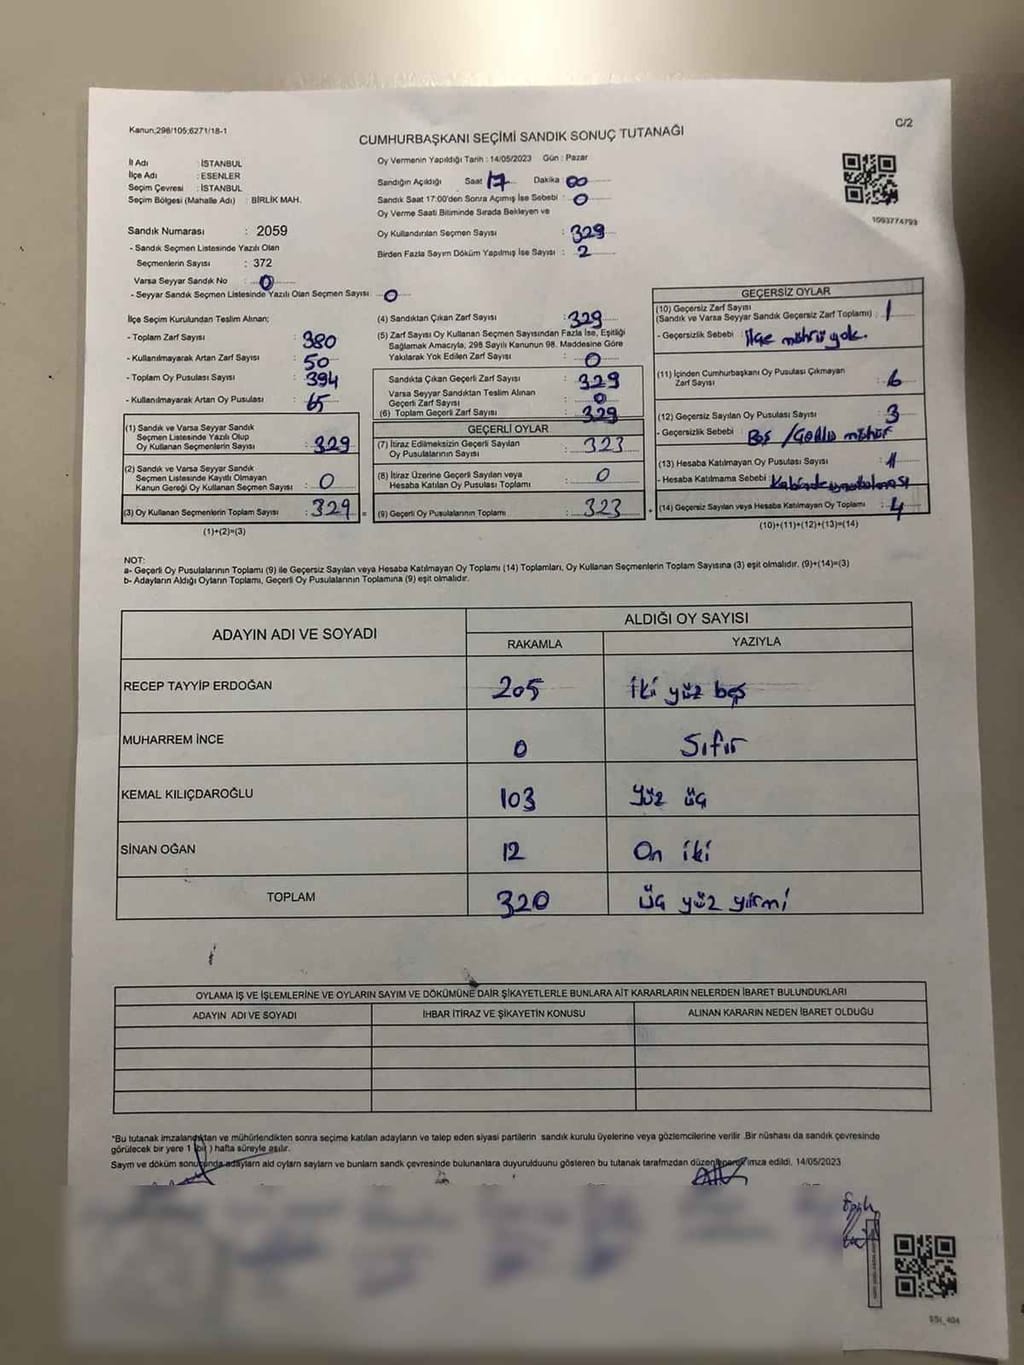 Kanun;298/105;6271/18-1
C/2
CUMHURBAŞKANI SEÇİMİ SANDIK SONUÇ TUTANAĞI
İl Adı : İSTANBUL
İlçe Adı : ESENLER
Seçim Çevresi : İSTANBUL
Seçim Bölgesi (Mahalle Adı) : BİRLİK MAH.
Sandık Numarası : 2059
- Sandık Seçmen Listesinde Yazılı Olan
Seçmenlerin Sayısı : 372
Varsa Seyyar Sandık No : 0
- Seyyar Sandık Seçmen Listesinde Yazılı Olan Seçmen Sayısı 0
Oy Vermenin Yapıldığı Tarih : 14/05/2023 Gün : Pazar
Sandığın Açıldığı Saat 17 Dakika 00
Sandık Saat 17:00'den Sonra Açımış İse Sebebi : 0
Oy Verme Saati Bitiminde Sırada Bekleyen ve
Oy Kullandırılan Seçmen Sayısı : 329
Birden Fazla Sayım Döküm Yapılmış İse Sayısı : 2
1093774793
İlçe Seçim Kurulundan Teslim Alınan;
- Toplam Zarf Sayısı : 380
- Kullanılmayarak Artan Zarf Sayısı : 50
- Toplam Oy Pusulası Sayısı : 394
- Kullanılmayarak Artan Oy Pusulası : 65
(1) Sandık ve Varsa Seyyar Sandık
Seçmen Listesinde Yazılı Olup
Oy Kullanan Seçmenlerin Sayısı : 329
(2) Sandık ve Varsa Seyyar Sandık
Seçmen Listesinde Kayıtlı Olmayan
Kanun Gereği Oy Kullanan Seçmen Sayısı : 0
(3) Oy Kullanan Seçmenlerin Toplam Sayısı : 329 =
(1)+(2)=(3)
(4) Sandıktan Çıkan Zarf Sayısı : 329
(5) Zarf Sayısı Oy Kullanan Seçmen Sayısından Fazla İse, Eşitliği
Sağlamak Amacıyla, 298 Sayılı Kanunun 98. Maddesine Göre
Yakılarak Yok Edilen Zarf Sayısı : 0
Sandıkta Çıkan Geçerli Zarf Sayısı : 329
Varsa Seyyar Sandıktan Teslim Alınan
Geçerli Zarf Sayısı : 0
(6) Toplam Geçerli Zarf Sayısı : 329
GEÇERLİ OYLAR
(7) İtiraz Edilmeksizin Geçerli Sayılan
Oy Pusulalarının Sayısı : 323
(8) İtiraz Üzerine Geçerli Sayılan veya
Hesaba Katılan Oy Pusulası Toplamı : 0
(9) Geçerli Oy Pusulalarının Toplamı : 323 +
GEÇERSİZ OYLAR
(10) Geçersiz Zarf Sayısı
(Sandık ve Varsa Seyyar Sandık Geçersiz Zarf Toplamı) : 1
- Geçersizlik Sebebi : ilçe mührü yok.
(11) İçinden Cumhurbaşkanı Oy Pusulası Çıkmayan
Zarf Sayısı : 6
(12) Geçersiz Sayılan Oy Pusulası Sayısı : 3
- Geçersizlik Sebebi : Boş / mühür
(13) Hesaba Katılmayan Oy Pusulası Sayısı :
- Hesaba Katılmama Sebebi :
(14) Geçersiz Sayılan veya Hesaba Katılmayan Oy Toplamı : 4
(10)+(11)+(12)+(13)=(14)
NOT:
a- Geçerli Oy Pusulalarının Toplamı (9) ile Geçersiz Sayılan veya Hesaba Katılmayan Oy Toplamı (14) Toplamları, Oy Kullanan Seçmenlerin Toplam Sayısına (3) eşit olmalıdır. (9)+(14)=(3)
b- Adayların Aldığı Oyların Toplamı, Geçerli Oy Pusulalarının Toplamına (9) eşit olmalıdır.
ADAYIN ADI VE SOYADI
ALDIĞI OY SAYISI
RAKAMLA YAZIYLA
RECEP TAYYİP ERDOĞAN 205 iki yüz beş
MUHARREM İNCE 0 Sıfır
KEMAL KILIÇDAROĞLU 103 Yüz üç
SİNAN OĞAN 12 On iki
TOPLAM 320 üç yüz yirmi
OYLAMA İŞ VE İŞLEMLERİNE VE OYLARIN SAYIM VE DÖKÜMÜNE DAİR ŞİKAYETLERLE BUNLARA AİT KARARLARIN NELERDEN İBARET BULUNDUKLARI
ADAYIN ADI VE SOYADI İHBAR İTİRAZ VE ŞİKAYETİN KONUSU ALINAN KARARIN NEDEN İBARET OLDUĞU
*Bu tutanak imzalandıktan ve mühürlendikten sonra seçime katılan adayların ve talep eden siyasi partilerin sandık kurulu üyelerine veya gözlemcilerine verilir .Bir nüshası da sandık çevresinde
görülecek bir yere 1 (bir) hafta süreyle asılır.
Sayım ve döküm sonucunda adayların ald oyların sayların ve bunların sandk çevresinde bulunanlara duyurulduunu gösteren bu tutanak tarafmzdan düzenlenerek imza edildi. 14/05/2023